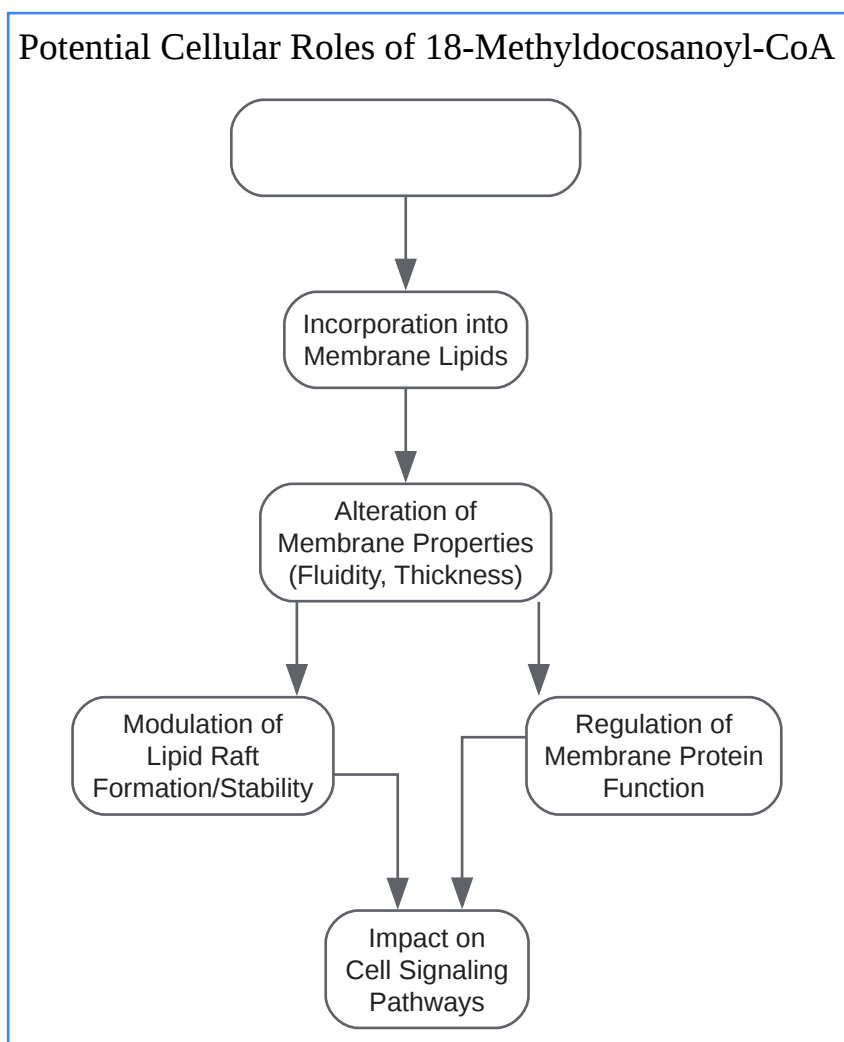 Potential Cellular Roles of 18-Methyldocosanoyl-CoA
Incorporation into
Membrane Lipids
Alteration of
Membrane Properties
(Fluidity, Thickness)
Modulation of
Lipid Raft
Formation/Stability
Regulation of
Membrane Protein
Function
Impact on
Cell Signaling
Pathways